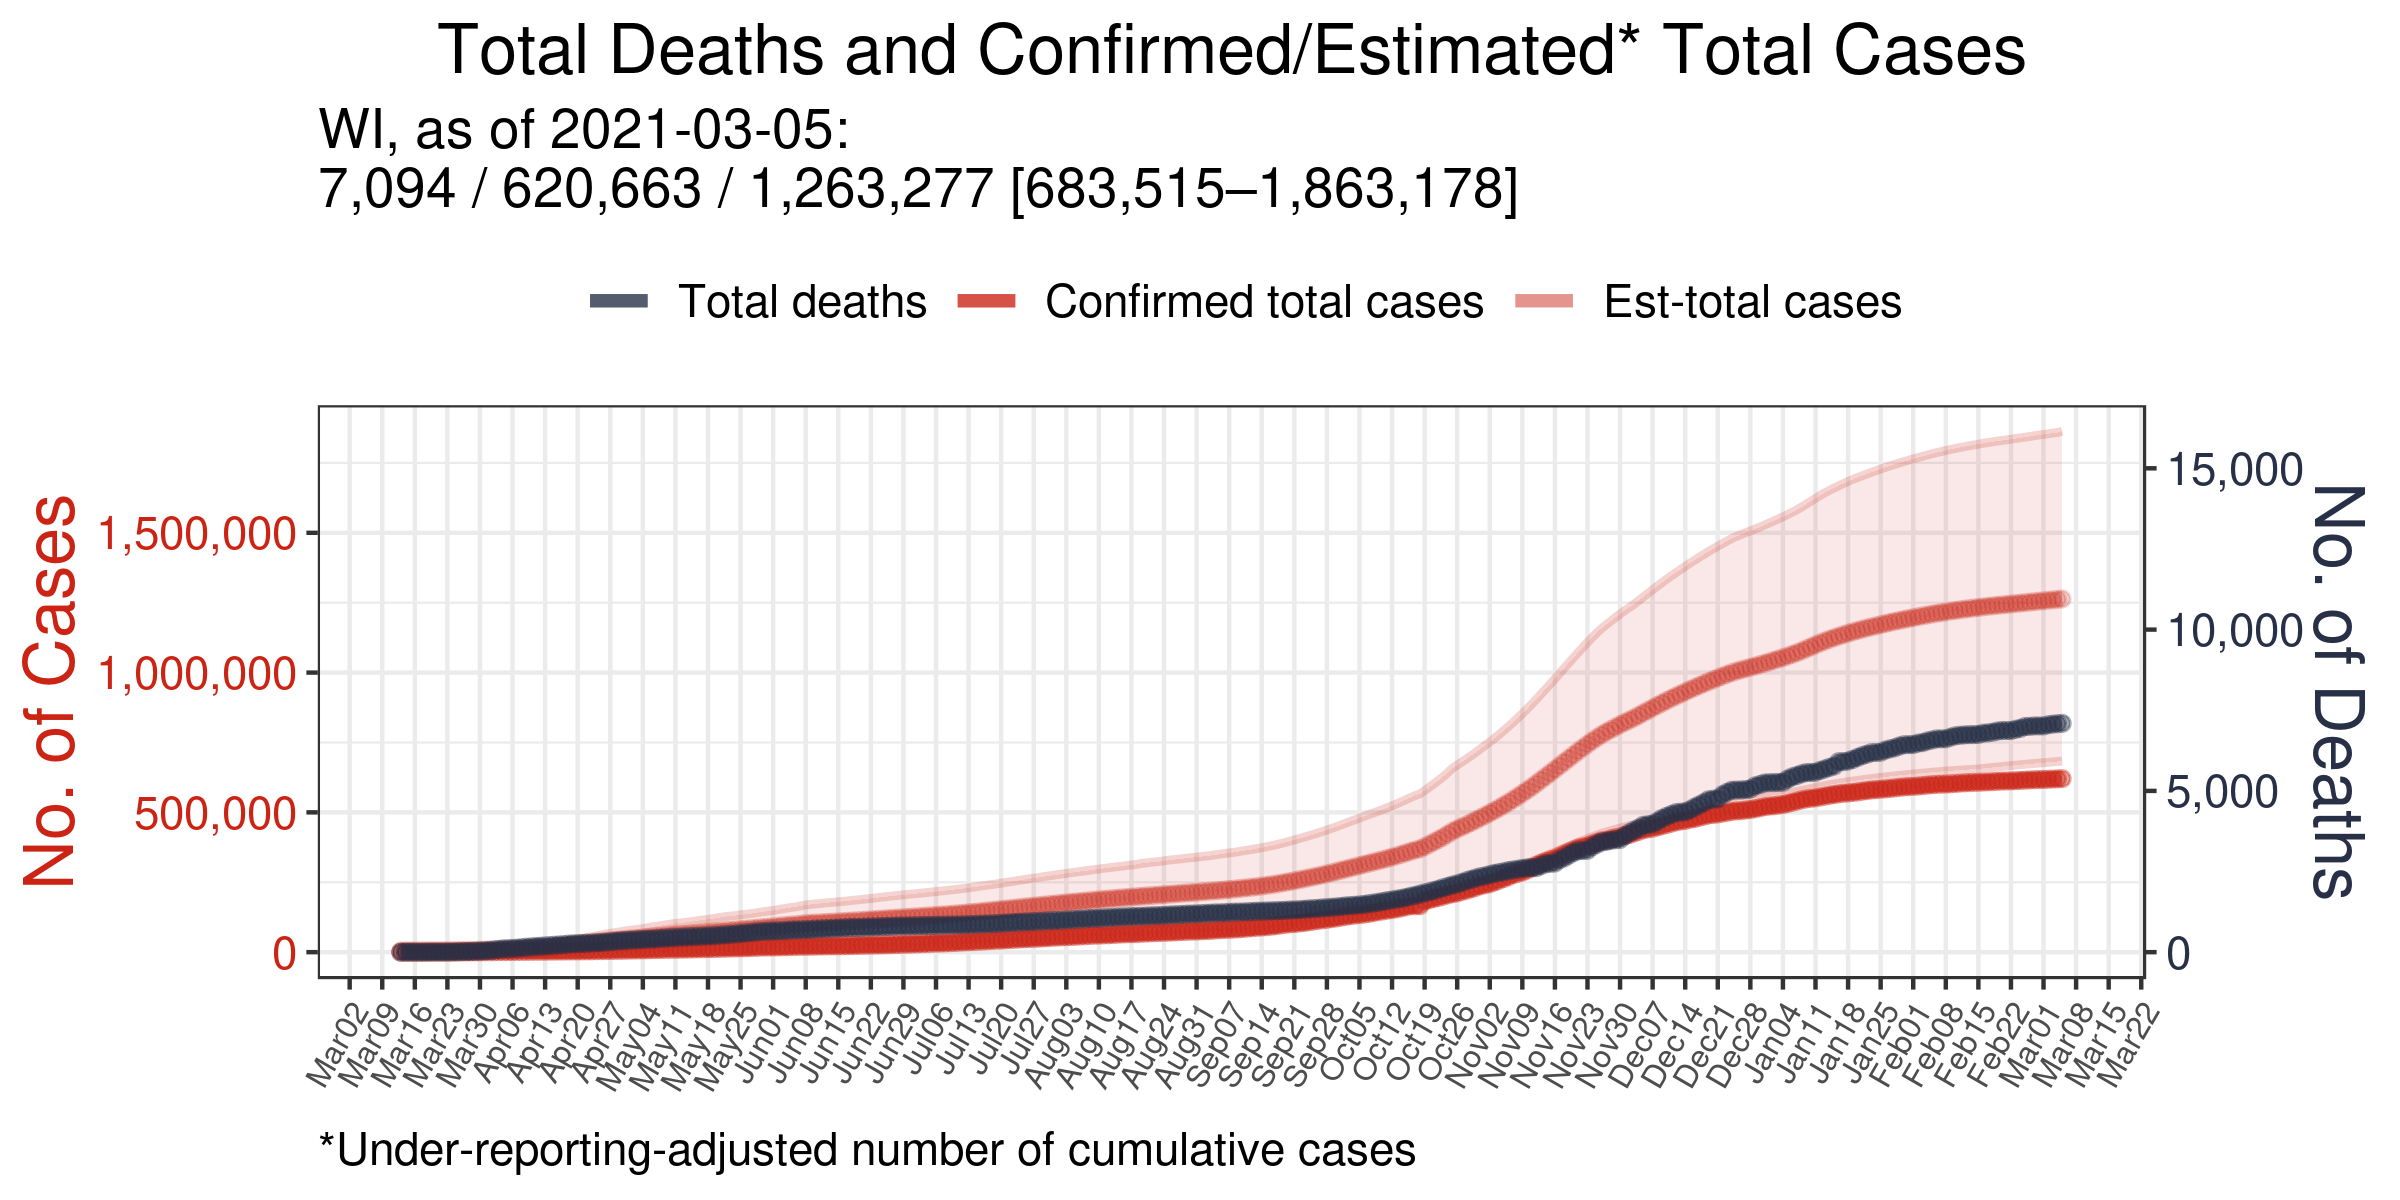 Total Deaths and Confirmed/Estimated* Total Cases
WI, as of 2021-03-05:
7,094 / 620,663 / 1,263,277 [683,515–1,863,178]
Total deaths
Confirmed total cases
Est-total cases
No. of Cases
1,500,000
1,000,000
500,000
0
15,000
10,000
5,000
0
No. of Deaths
Mar02
Mar09
Mar16
Mar23
Mar30
Apr06
Apr13
Apr20
Apr27
May04
May11
May18
May25
Jun01
Jun08
Jun15
Jun22
Jun29
Jul06
Jul13
Jul20
Jul27
Aug03
Aug10
Aug17
Aug24
Aug31
Sep07
Sep14
Sep21
Sep28
Oct05
Oct12
Oct19
Oct26
Nov02
Nov09
Nov16
Nov23
Nov30
Dec07
Dec14
Dec21
Dec28
Jan04
Jan11
Jan18
Jan25
Feb01
Feb08
Feb15
Feb22
Mar01
Mar08
Mar15
Mar22
*Under-reporting-adjusted number of cumulative cases